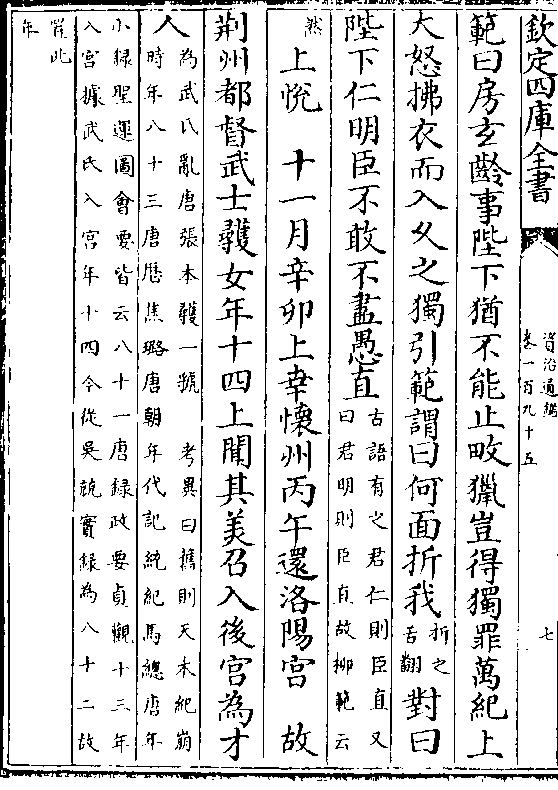 欽定四庫全書
資治通鑑
卷一百九十五
七
範曰房玄齡事陛下猶不能止畋獵豈得獨罪萬紀上
大怒拂衣而入久之獨引範謂曰何面折我
折之
舌翻
對曰
陛下仁明臣不敢不盡愚直
古語有之君仁則臣直又
曰君明則臣直故柳範云
然
上悅　十一月辛卯上幸懷州丙午還洛陽宫　故
荆州都督武士彠女年十四上聞其美召入後宫為才
人
為武氏亂唐張本彠一虢　考異曰舊則天本紀崩
時年八十三唐歷焦璐唐朝年代記統紀馬總唐年
小録聖運圖會要皆云八十一唐録政要貞觀十三年
入宫據武氏入宫年十四今從吳兢實録為八十二故
置此
年